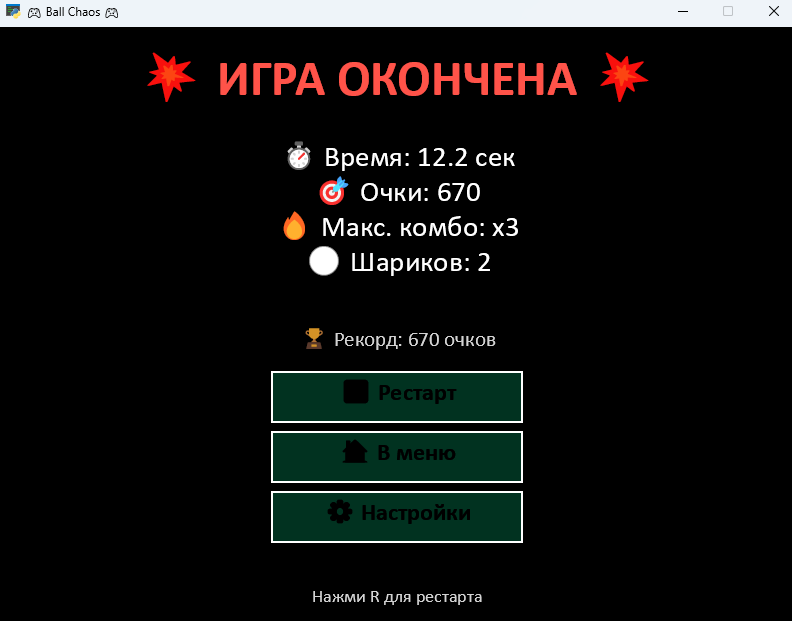 🎮 Ball Chaos 🎮
💥 ИГРА ОКОНЧЕНА 💥
⏱ Время: 12.2 сек
🎯 Очки: 670
🔥 Макс. комбо: x3
⚪ Шариков: 2
🏆 Рекорд: 670 очков
Рестарт
🏠 В меню
⚙ Настройки
Нажми R для рестарта